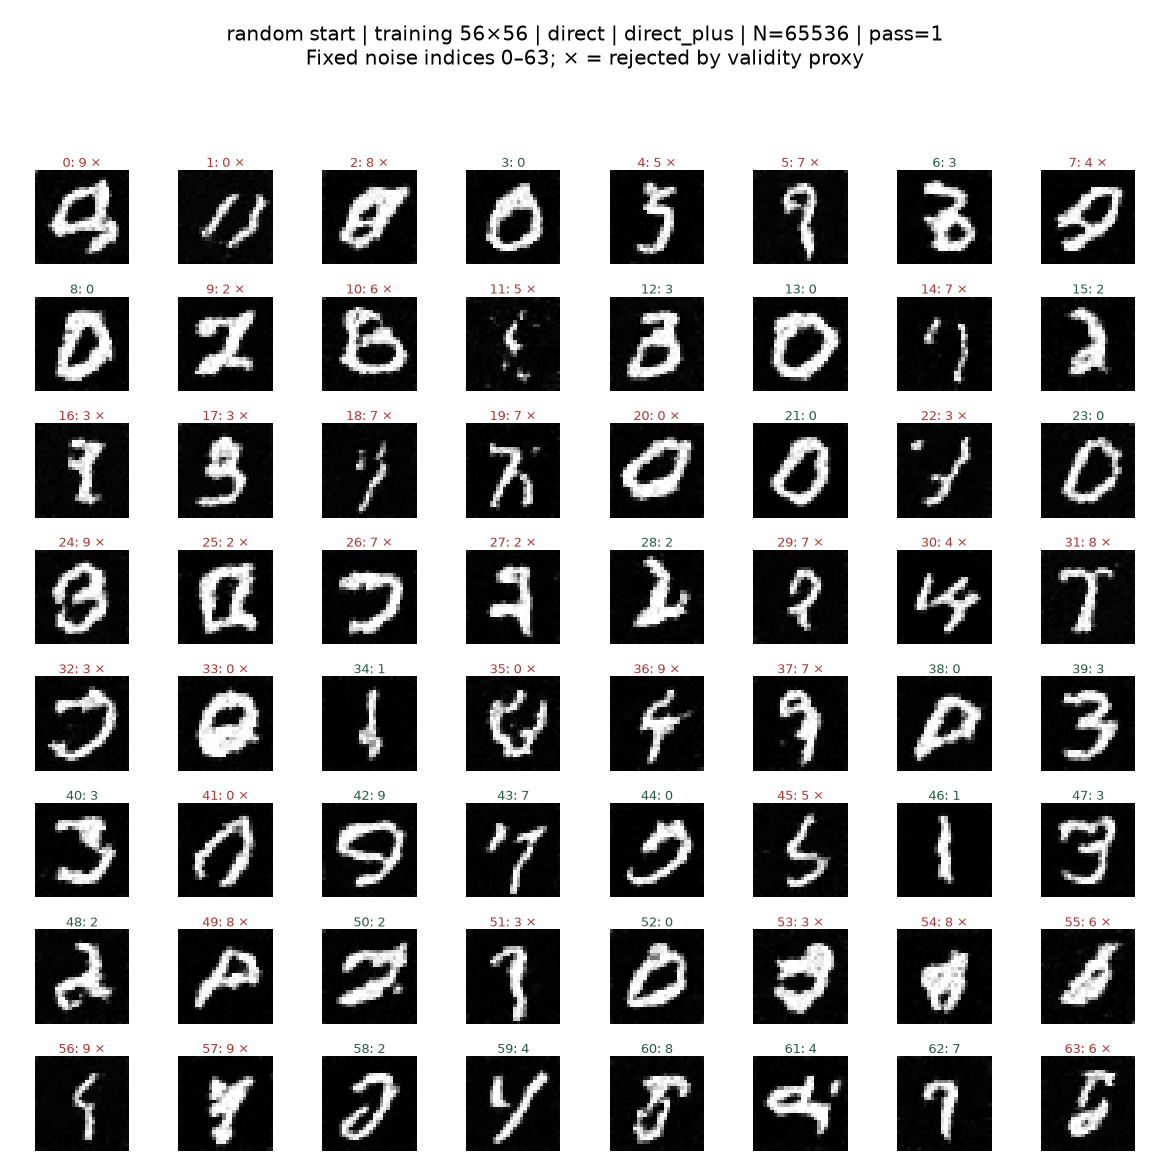 random start | training 56×56 | direct | direct_plus | N=65536 | pass=1
Fixed noise indices 0–63; × = rejected by validity proxy
0: 9 × 1: 0 × 2: 8 × 3: 0 4: 5 × 5: 7 × 6: 3 7: 4 ×
8: 0 9: 2 × 10: 6 × 11: 5 × 12: 3 13: 0 14: 7 × 15: 2
16: 3 × 17: 3 × 18: 7 × 19: 7 × 20: 0 × 21: 0 22: 3 × 23: 0
24: 9 × 25: 2 × 26: 7 × 27: 2 × 28: 2 29: 7 × 30: 4 × 31: 8 ×
32: 3 × 33: 0 × 34: 1 35: 0 × 36: 9 × 37: 7 × 38: 0 39: 3
40: 3 41: 0 × 42: 9 43: 7 44: 0 45: 5 × 46: 1 47: 3
48: 2 49: 8 × 50: 2 51: 3 × 52: 0 53: 3 × 54: 8 × 55: 6 ×
56: 9 × 57: 9 × 58: 2 59: 4 60: 8 61: 4 62: 7 63: 6 ×